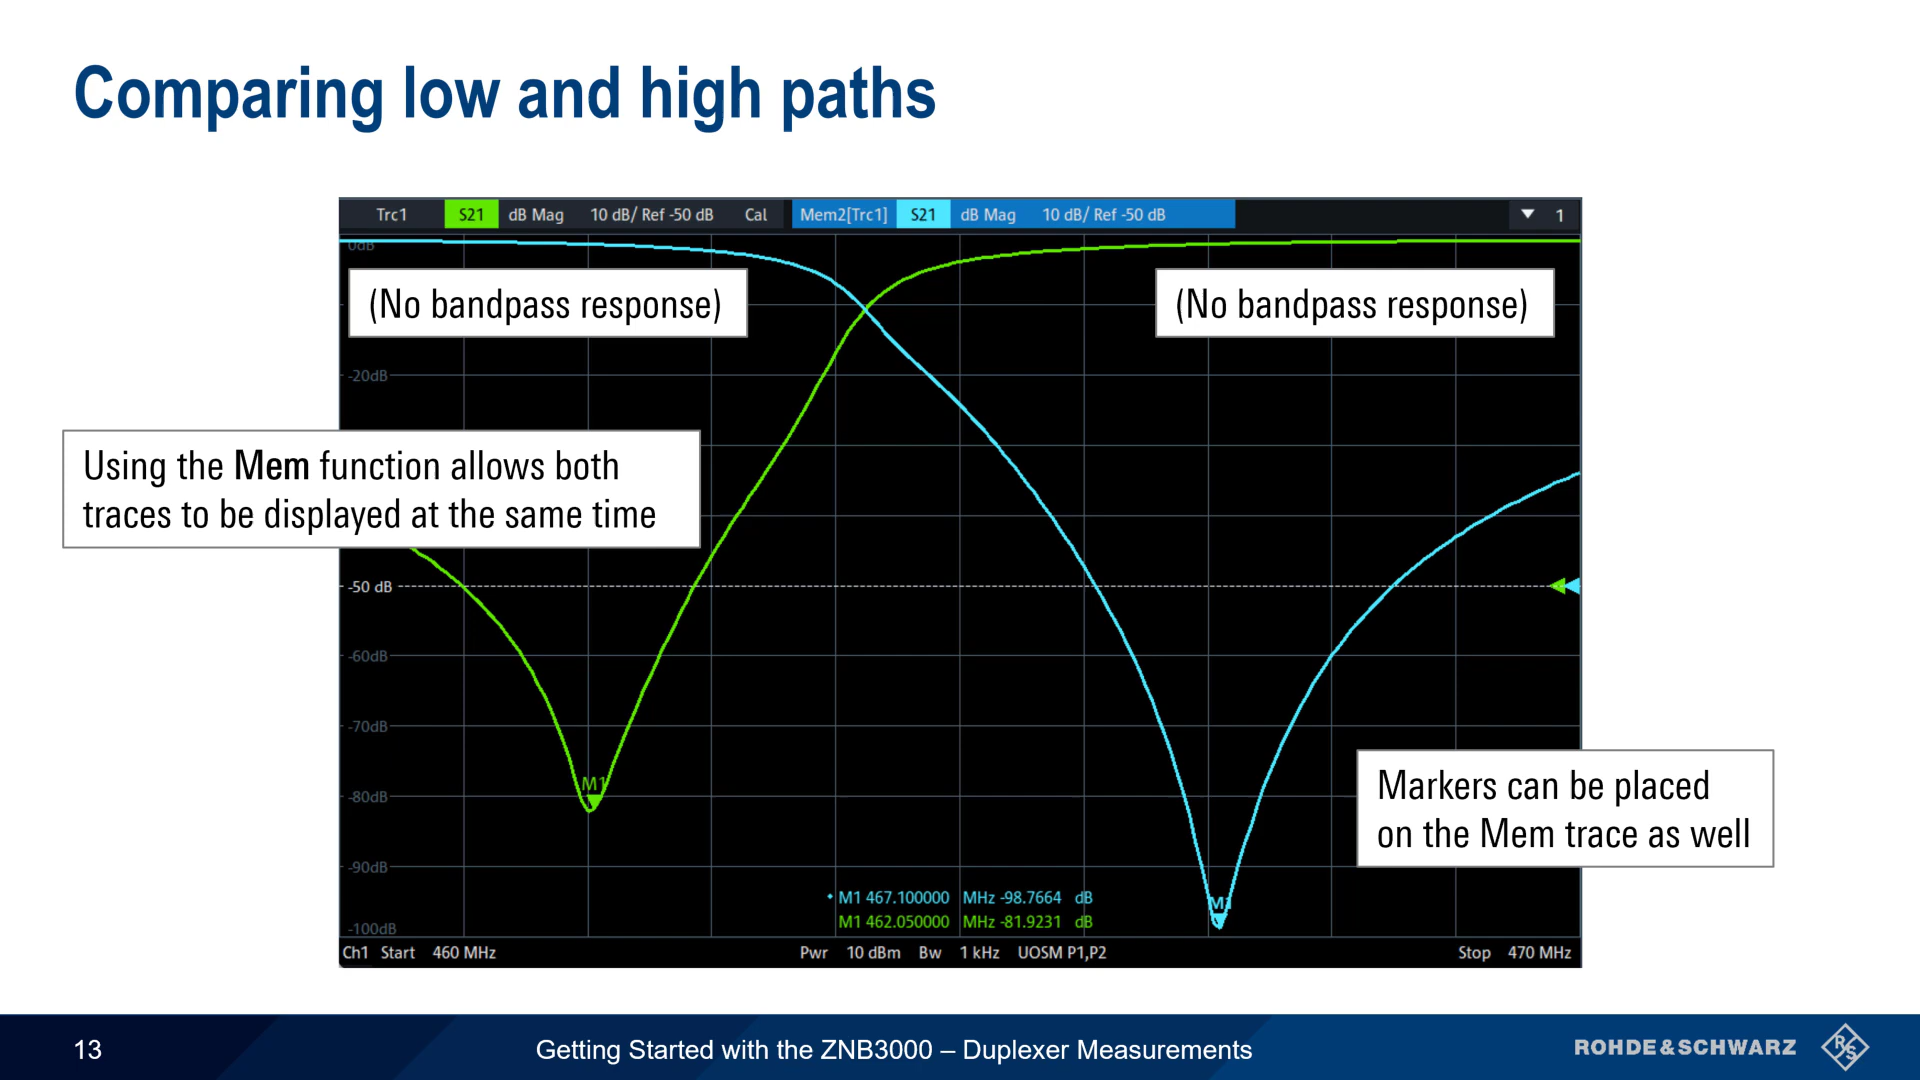 Comparing low and high paths
Trc1 S21 dB Mag 10 dB/ Ref -50 dB Cal Mem2[Trc1] S21 dB Mag 10 dB/ Ref -50 dB 1
0dB
(No bandpass response) (No bandpass response)
-20dB
Using the Mem function allows both
traces to be displayed at the same time
-50 dB
-60dB
-70dB
M1
-80dB
Markers can be placed
on the Mem trace as well
-90dB
M1 467.100000 MHz -98.7664 dB
M1
M1 462.050000 MHz -81.9231 dB
-100dB
Ch1 Start 460 MHz Pwr 10 dBm Bw 1 kHz UOSM P1,P2 Stop 470 MHz
13 Getting Started with the ZNB3000 – Duplexer Measurements ROHDE&SCHWARZ
R&S